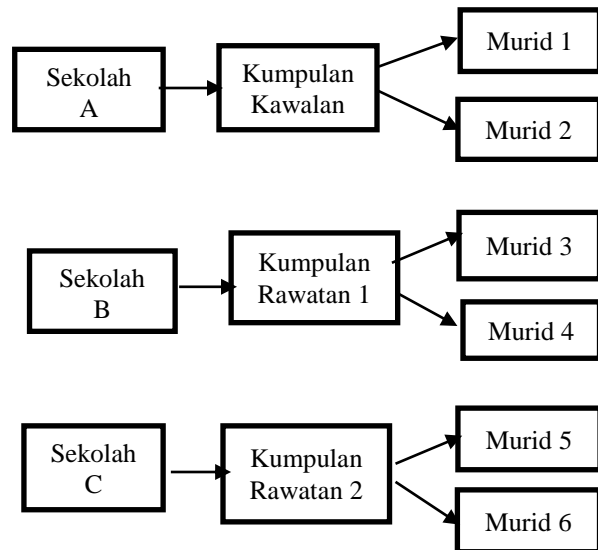 Sekolah
A
Kumpulan
Kawalan
Murid 1
Murid 2
Sekolah
B
Kumpulan
Rawatan 1
Murid 3
Murid 4
Sekolah
C
Kumpulan
Rawatan 2
Murid 5
Murid 6